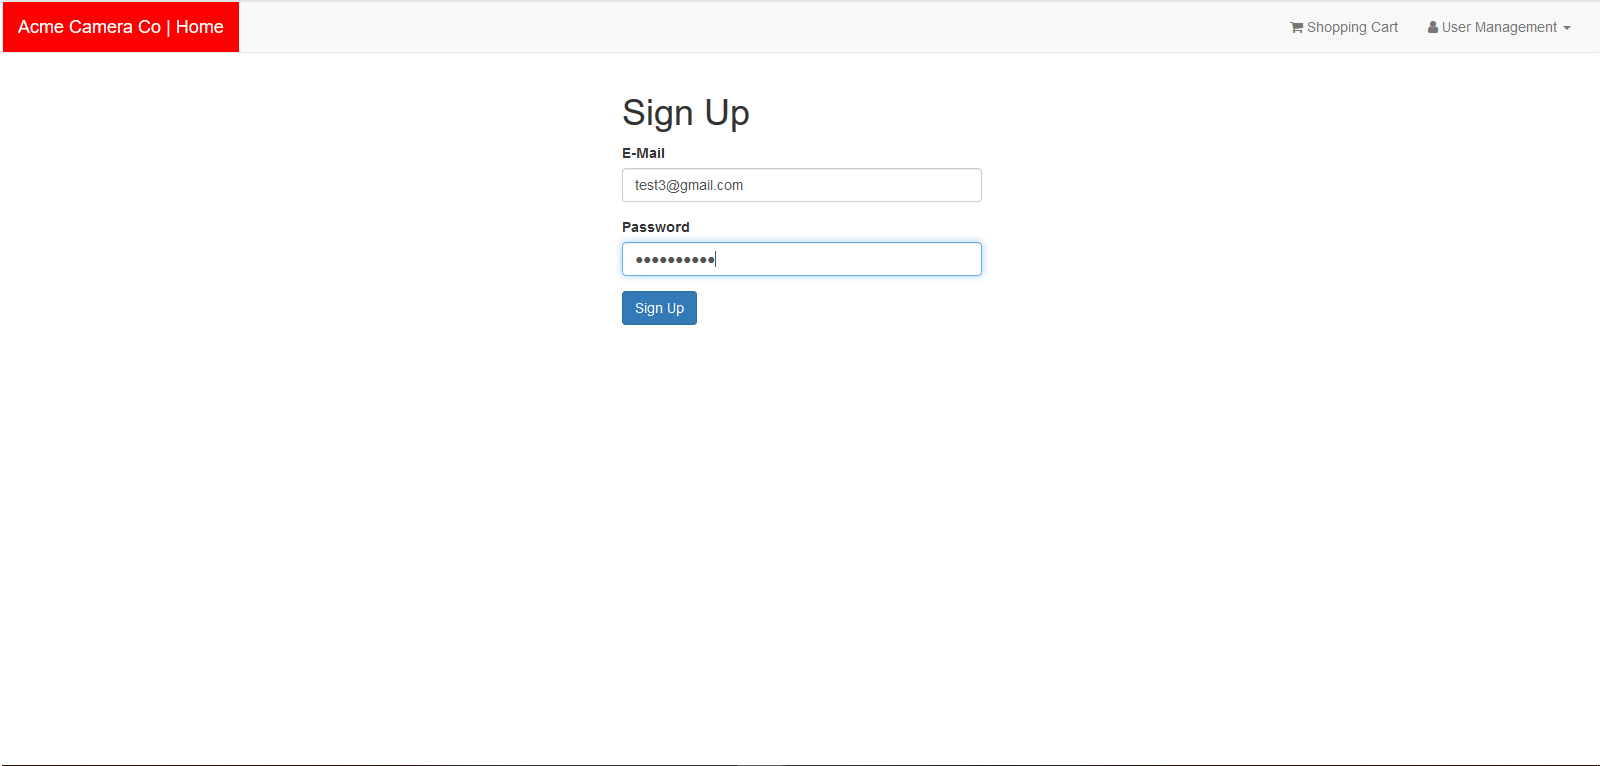 Acme Camera Co | Home
Shopping Cart
User Management
Sign Up
E-Mail
test3@gmail.com
Password
●●●●●●●●●●
Sign Up